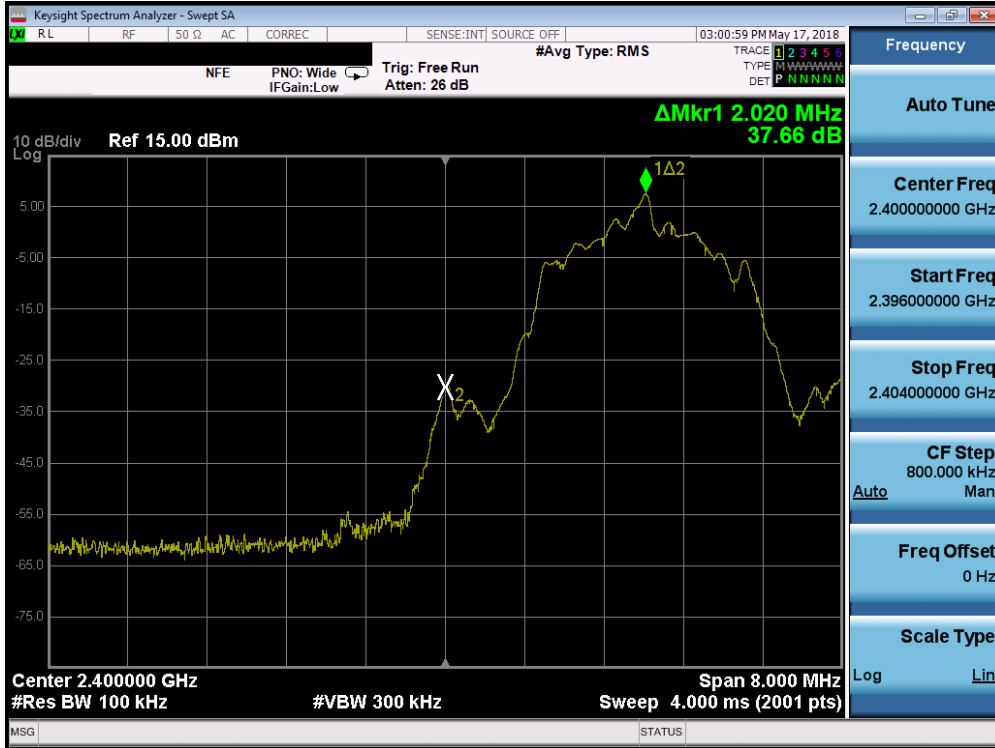 Keysight Spectrum Analyzer - Swept SA
LXI RL RF 50 Ω AC CORREC SENSE:INT SOURCE OFF 03:00:59 PM May 17, 2018
#Avg Type: RMS
TRACE 1 2 3 4 5 6
TYPE M W W W W W
DET P N N N N N
NFE PNO: Wide Trig: Free Run
IFGain:Low Atten: 26 dB
ΔMkr1 2.020 MHz
37.66 dB
10 dB/div Ref 15.00 dBm
Log
1Δ2
5.00
-5.00
-15.0
-25.0
X2
-35.0
-45.0
-55.0
-65.0
-75.0
Center 2.400000 GHz Span 8.000 MHz
#Res BW 100 kHz #VBW 300 kHz Sweep 4.000 ms (2001 pts)
MSG STATUS
Frequency
Auto Tune
Center Freq
2.400000000 GHz
Start Freq
2.396000000 GHz
Stop Freq
2.404000000 GHz
CF Step
800.000 kHz
Auto Man
Freq Offset
0 Hz
Scale Type
Log Lin